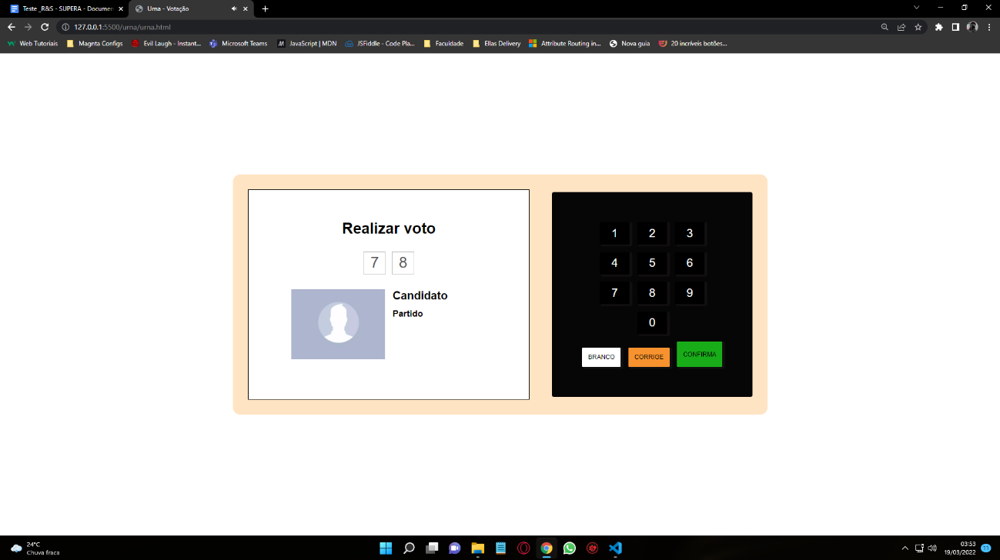 Teste _R&S - SUPERA - Documen
Urna - Votação
127.0.0.1:5500/urna/urna.html
Web Tutoriais
Magnta Configs
Evil Laugh - Instant...
Microsoft Teams
JavaScript | MDN
JSFiddle - Code Pla...
Faculdade
Ellas Delivery
Attribute Routing in...
Nova guia
20 incríveis botões...
Realizar voto
7 8
Candidato
Partido
1 2 3
4 5 6
7 8 9
0
BRANCO CORRIGE CONFIRMA
24°C
Chuva fraca
03:53
19/03/2022
11